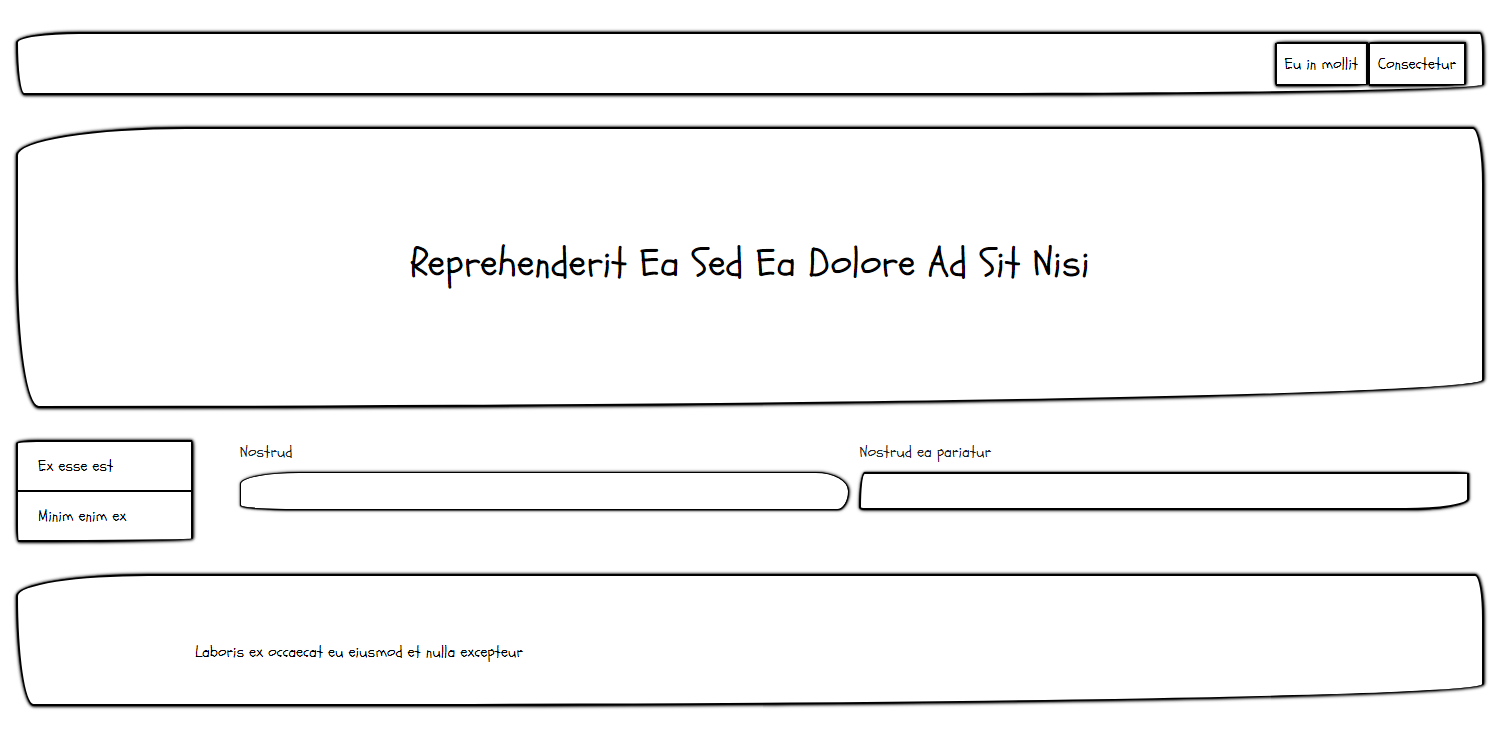 Eu in mollit
Consectetur
Reprehenderit Ea Sed Ea Dolore Ad Sit Nisi
Ex esse est
Minim enim ex
Nostrud
Nostrud ea pariatur
Laboris ex occaecat eu eiusmod et nulla excepteur